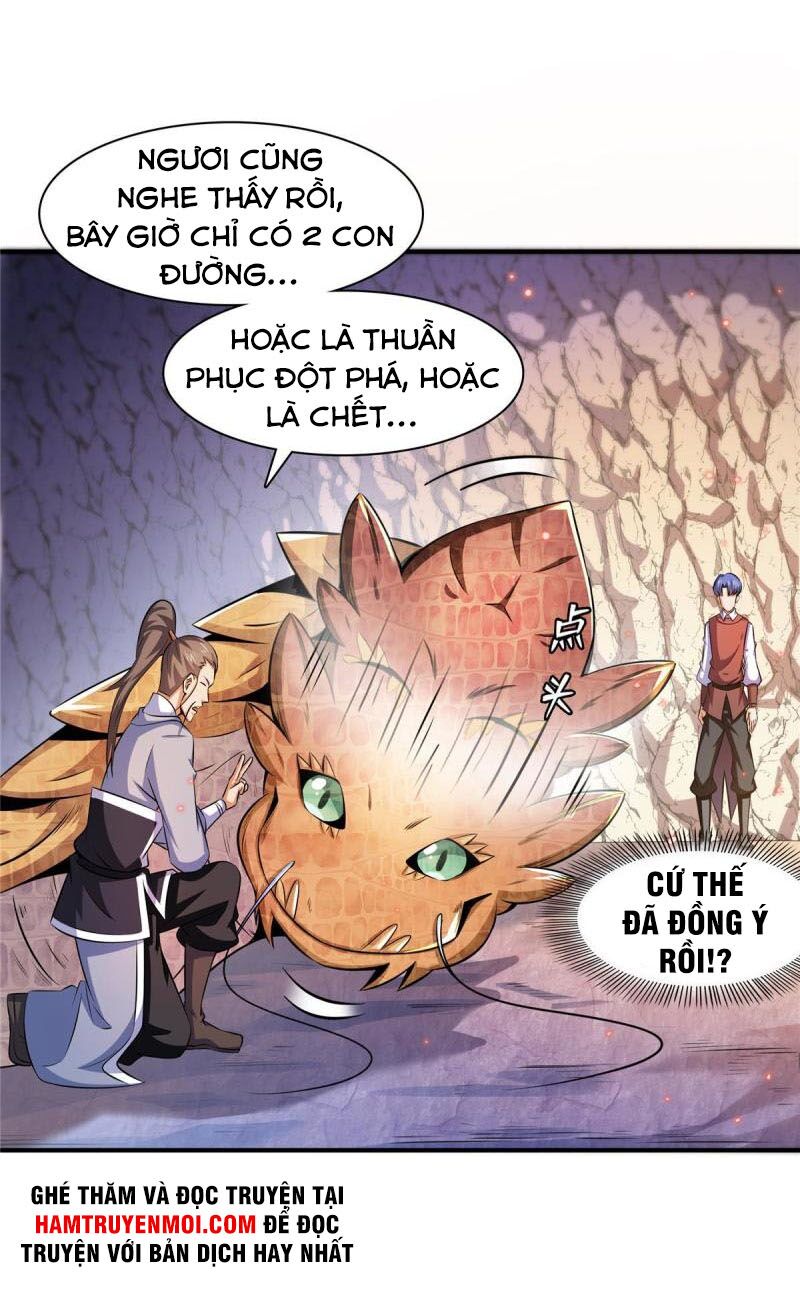 NGƯƠI CŨNG
NGHE THẤY RỒI,
BÂY GIỜ CHỈ CÓ 2 CON
ĐƯỜNG...
HOẶC LÀ THUẦN
PHỤC ĐỘT PHÁ, HOẶC
LÀ CHẾT...
点
CỨ THẾ
ĐÃ ĐỒNG Ý
RỒI!?
GHÉ THĂM VÀ ĐỌC TRUYỆN TẠI
HAMTRUYENMOI.COM ĐỂ ĐỌC
TRUYỆN VỚI BẢN DỊCH HAY NHẤT